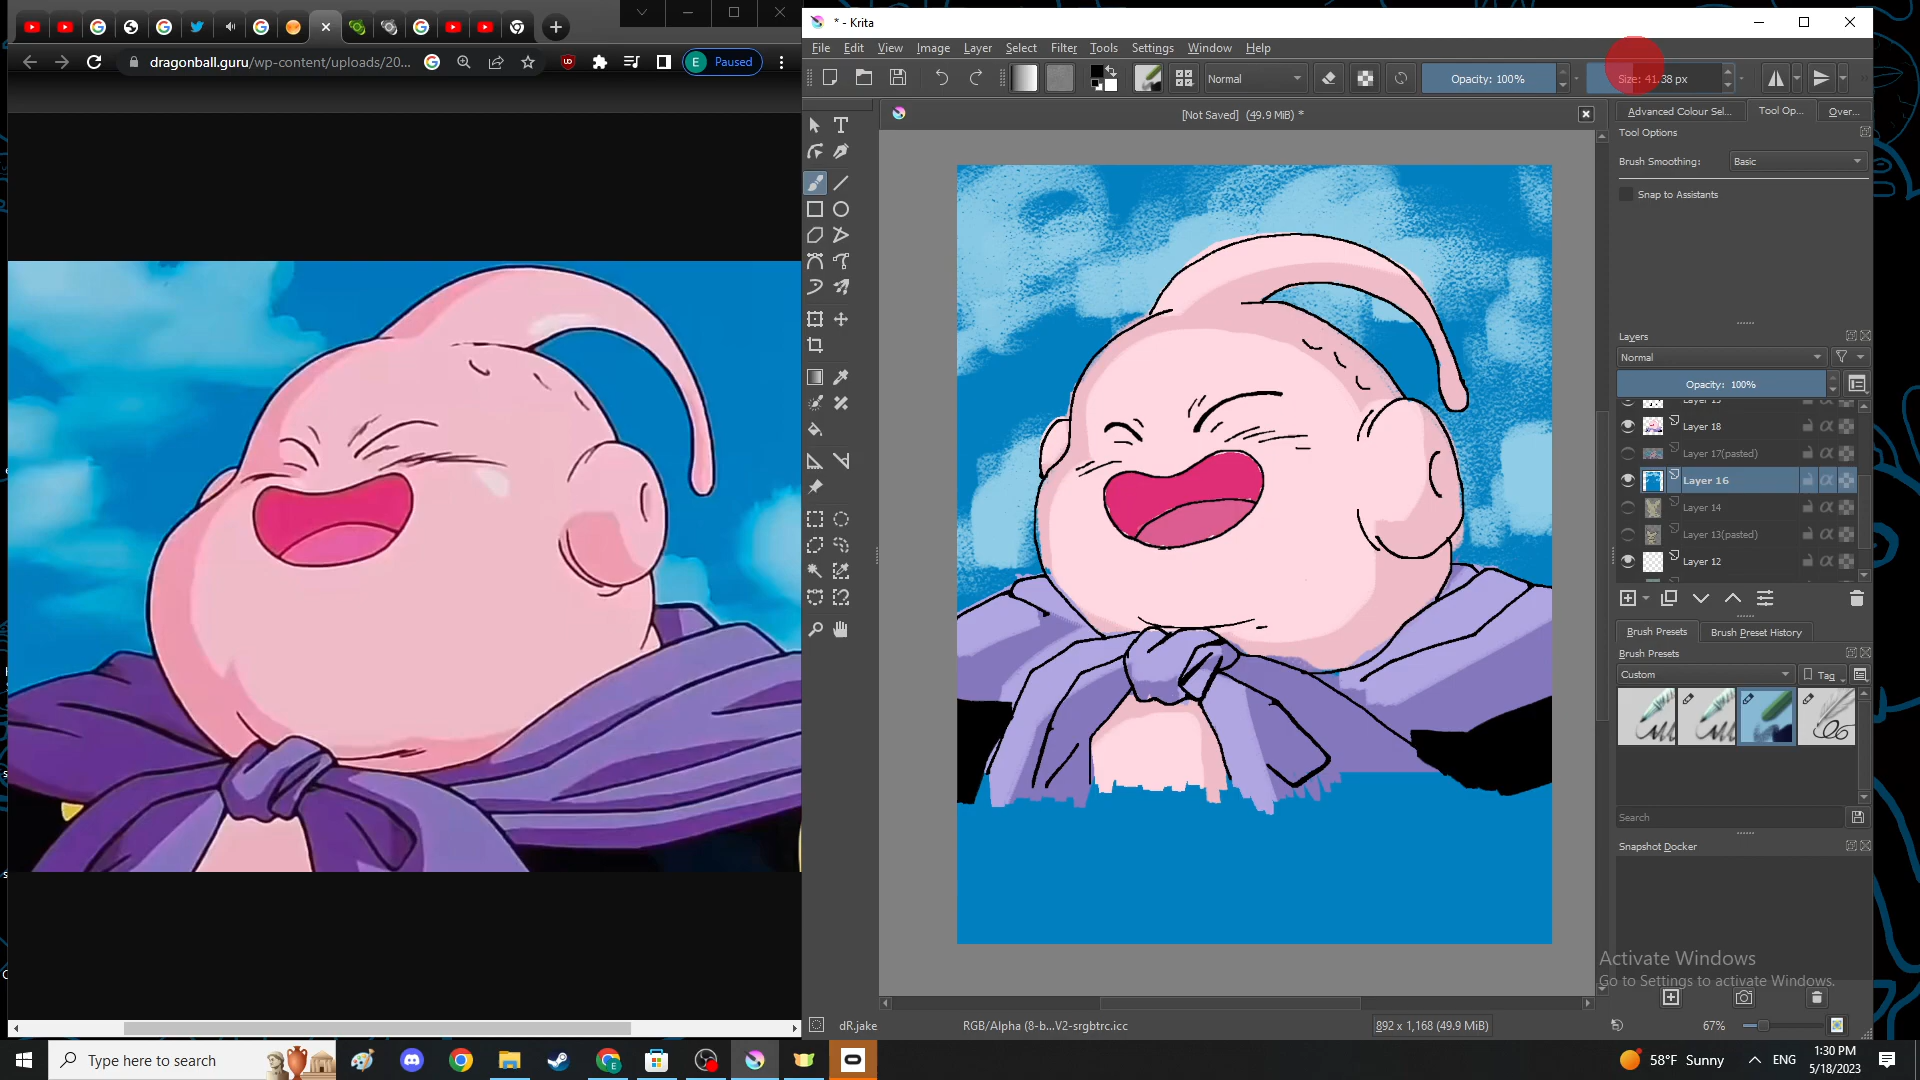 dragonball.guru/wp-content/uploads/20...
E Paused
* - Krita
File Edit View Image Layer Select Filter Tools Settings Window Help
Normal
Opacity: 100%
Size: 41.38 px
[Not Saved] (49.9 MiB) *
Advanced Colour Sel...
Tool Op...
Over...
Tool Options
Brush Smoothing:
Basic
Snap to Assistants
Layers
Normal
Opacity: 100%
Layer 18
Layer 17(pasted)
Layer 16
Layer 14
Layer 13(pasted)
Layer 12
Brush Presets
Brush Preset History
Brush Presets
Custom
Tag
Search
Snapshot Docker
Activate Windows
Go to Settings to activate Windows.
dR.jake
RGB/Alpha (8-b...V2-srgbtrc.icc
892 x 1,168 (49.9 MiB)
67%
Type here to search
58°F Sunny
ENG
1:30 PM
5/18/2023